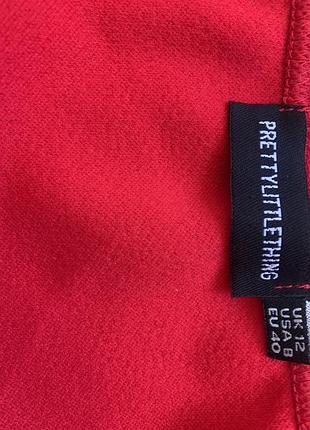 PRETTYLITTLETHING
UK 12
USA 8
EU 40